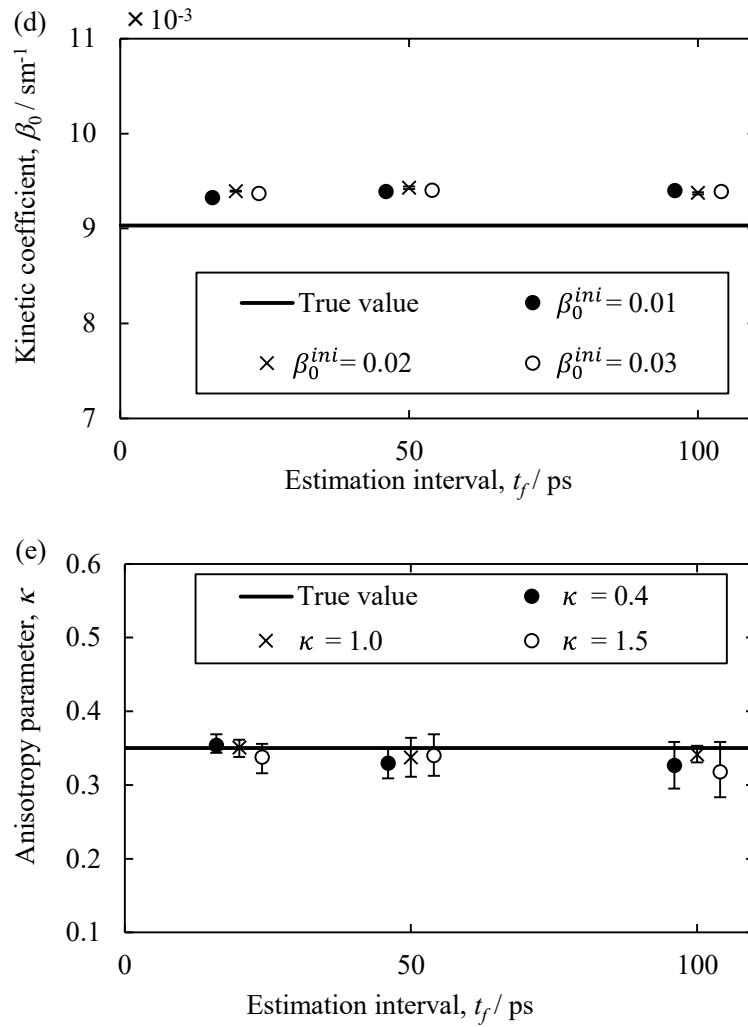 (d)
× 10⁻³
11
10
9
8
7
Kinetic coefficient, β₀ / sm⁻¹
True value
β₀ⁱⁿⁱ = 0.01
β₀ⁱⁿⁱ = 0.02
β₀ⁱⁿⁱ = 0.03
0
50
100
Estimation interval, t_f / ps
(e)
0.6
0.5
0.4
0.3
0.2
0.1
Anisotropy parameter, κ
True value
κ = 0.4
κ = 1.0
κ = 1.5
0
50
100
Estimation interval, t_f / ps